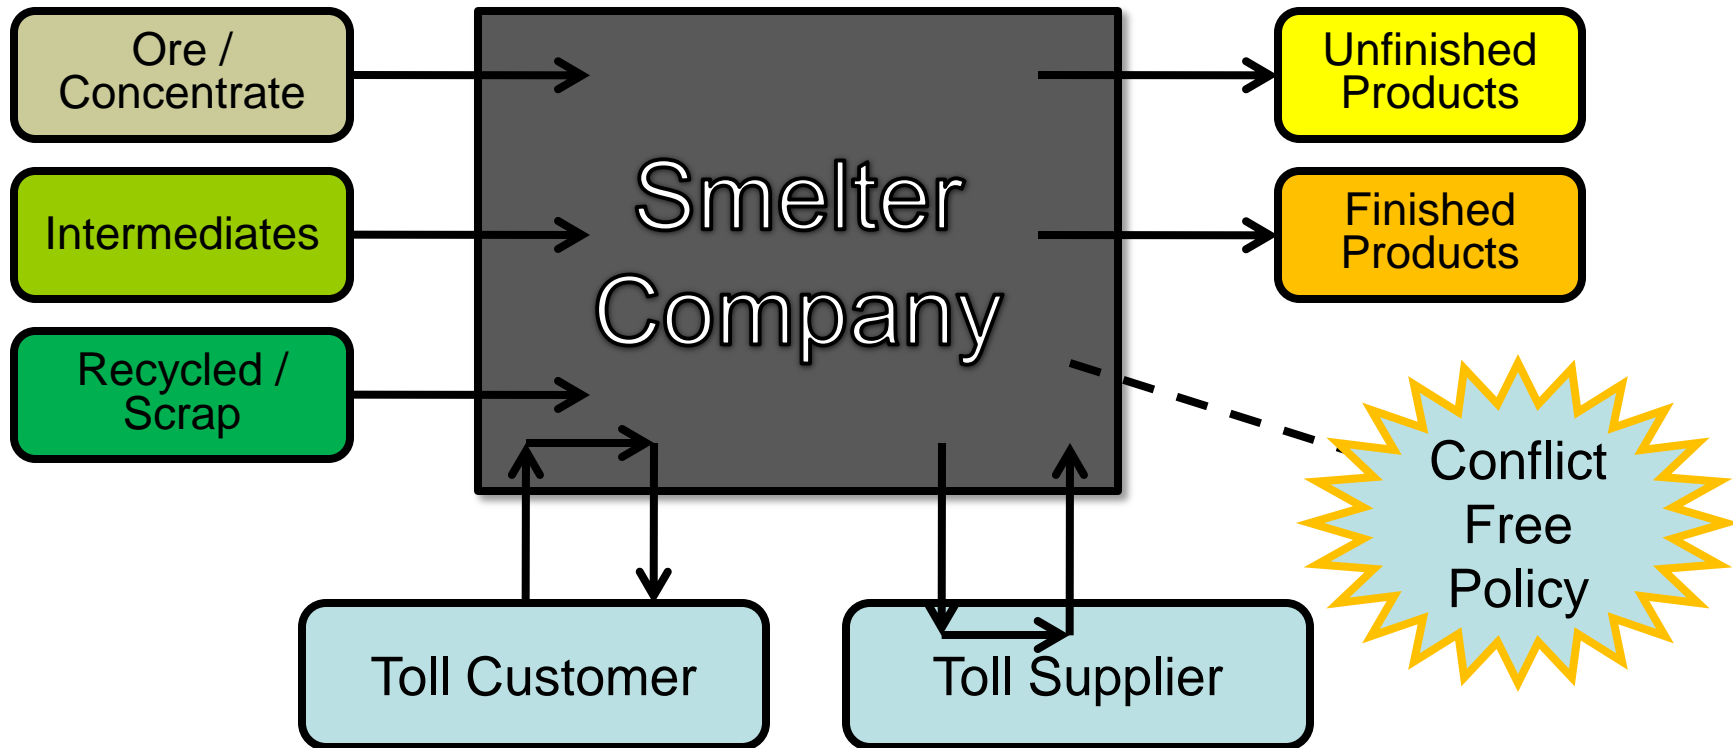 Ore /
Concentrate
Intermediates
Recycled /
Scrap
Smelter
Company
Unfinished
Products
Finished
Products
Conflict
Free
Policy
Toll Customer
Toll Supplier